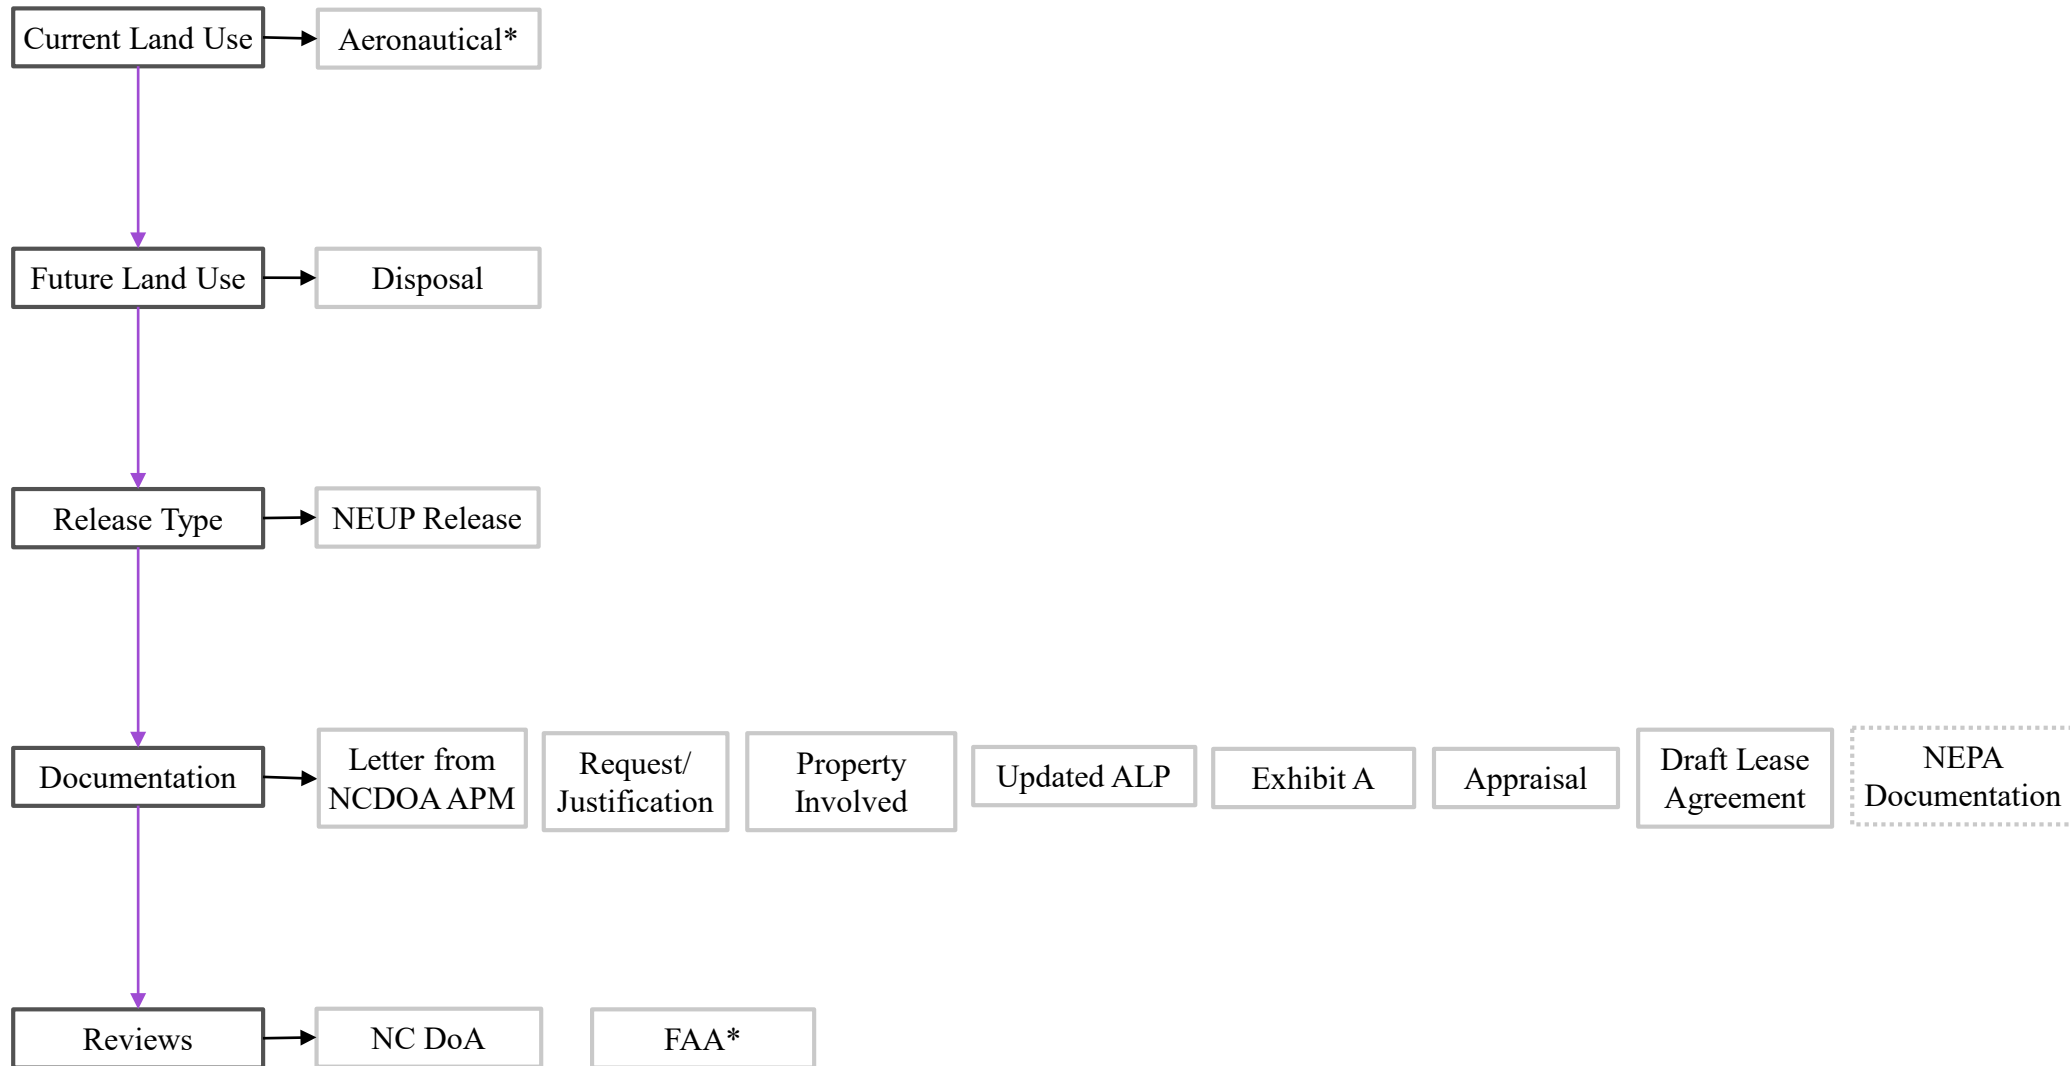 Current Land Use
Aeronautical*
Future Land Use
Disposal
Release Type
NEUP Release
Documentation
Letter from
NCDOA APM
Request/
Justification
Property
Involved
Updated ALP
Exhibit A
Appraisal
Draft Lease
Agreement
NEPA
Documentation
Reviews
NC DoA
FAA*